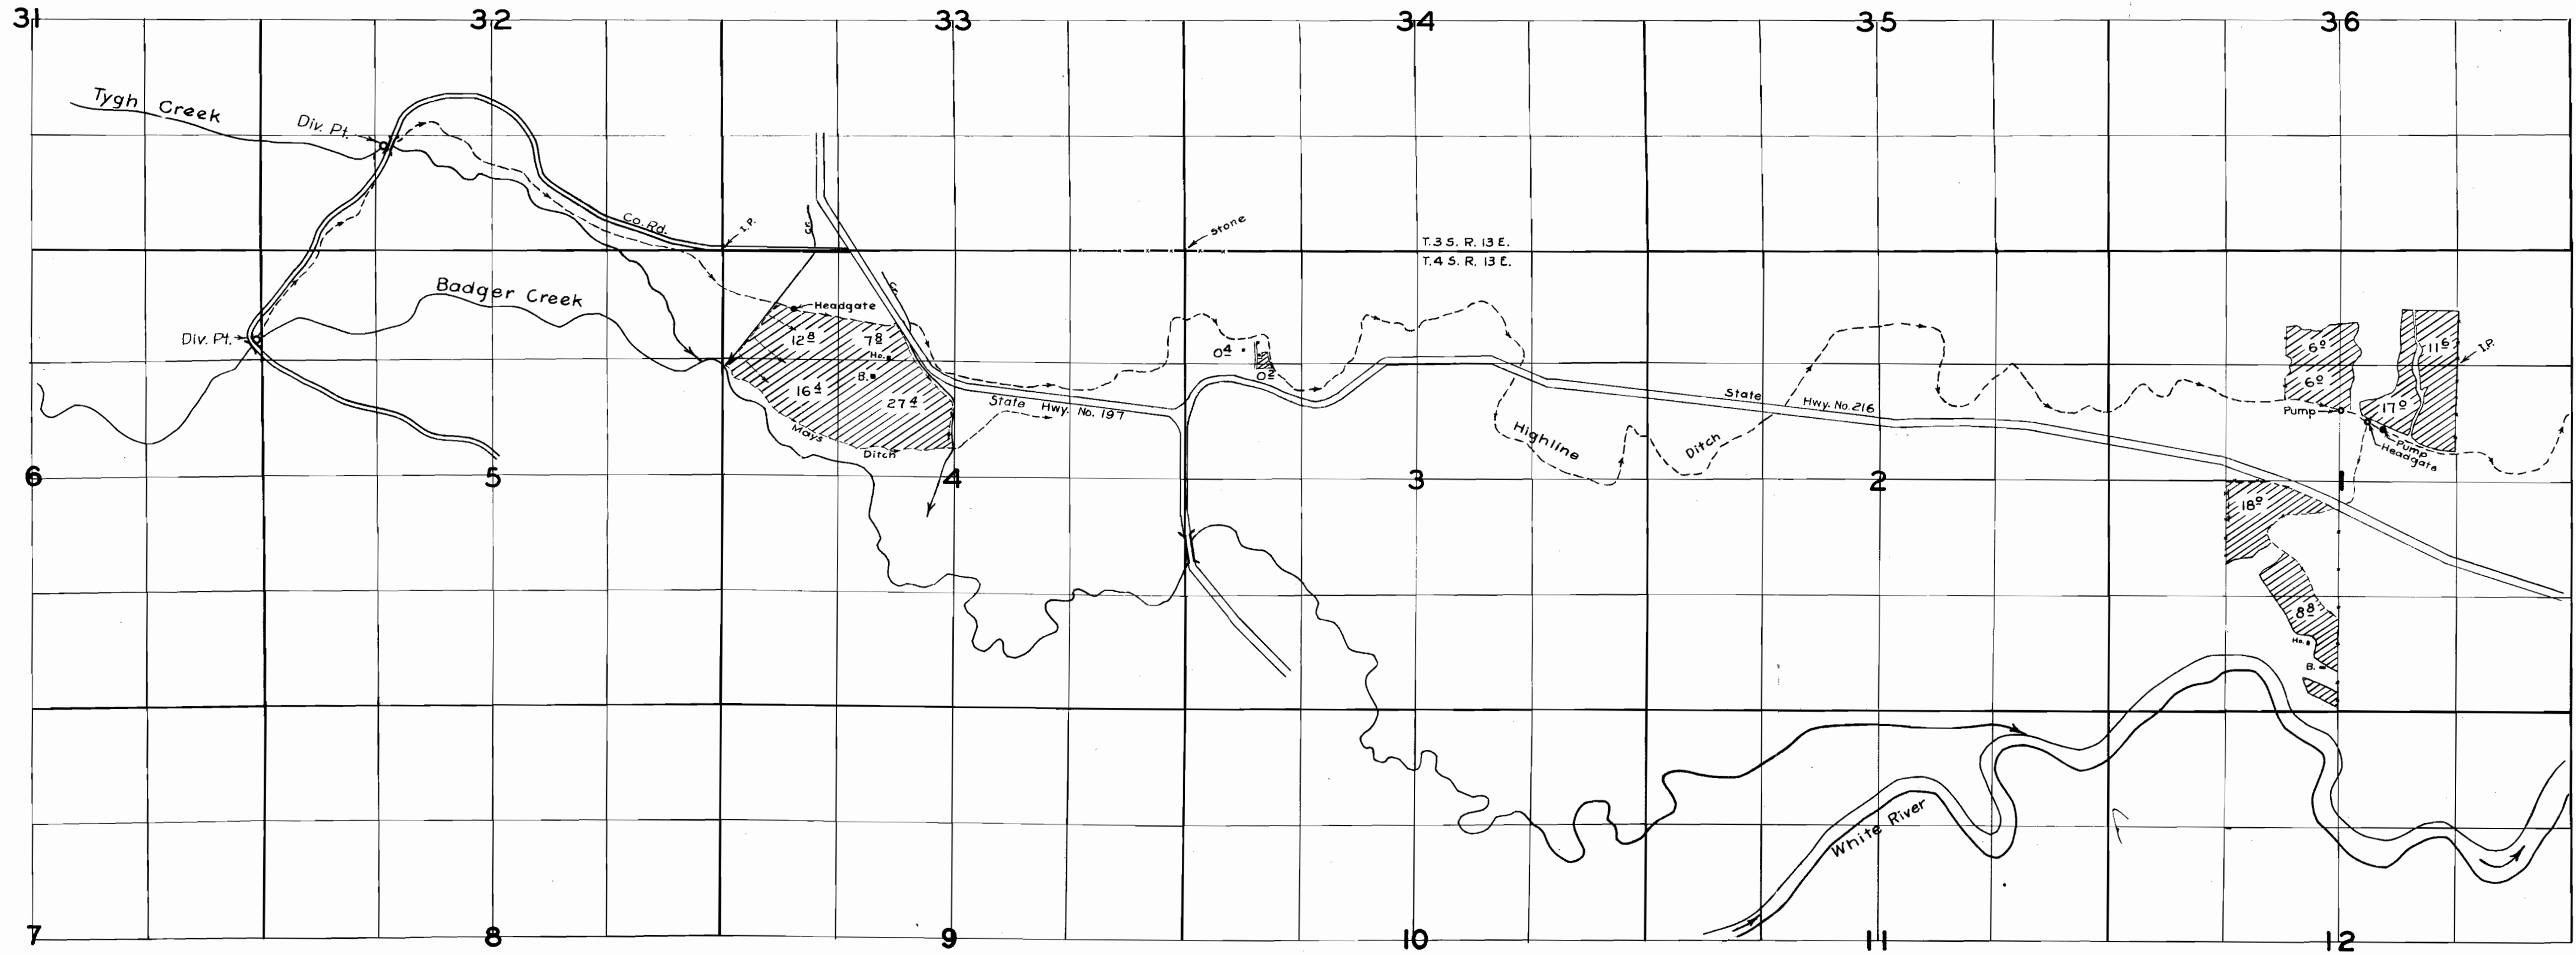 31 32 33 34 35 36
Tygh Creek
Div. Pt.
Co. Rd.
I.P.
Stone
T.3 S. R. 13 E.
T.4 S. R. 13 E.
Badger Creek
Div. Pt.
Headgate
12 8
7 8
Ho.
B.
16 4
27 4
Mays
Ditch
State Hwy. No. 197
0 4
0 2
Highline
Ditch
State Hwy. No. 216
6 0
6 0
Pump
11 6
I.P.
17 0
Pump
Headgate
6 5 4 3 2 1
18 0
8 8
Ho.
B.
White River
7 8 9 10 11 12